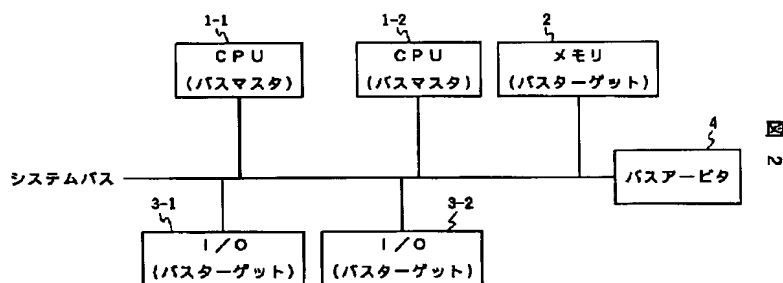 1-1
1-2
2
CPU
(バスマスタ)
CPU
(バスマスタ)
メモリ
(バスターゲット)
4
図2
システムバス
バスアービタ
3-1
3-2
I/O
(バスターゲット)
I/O
(バスターゲット)